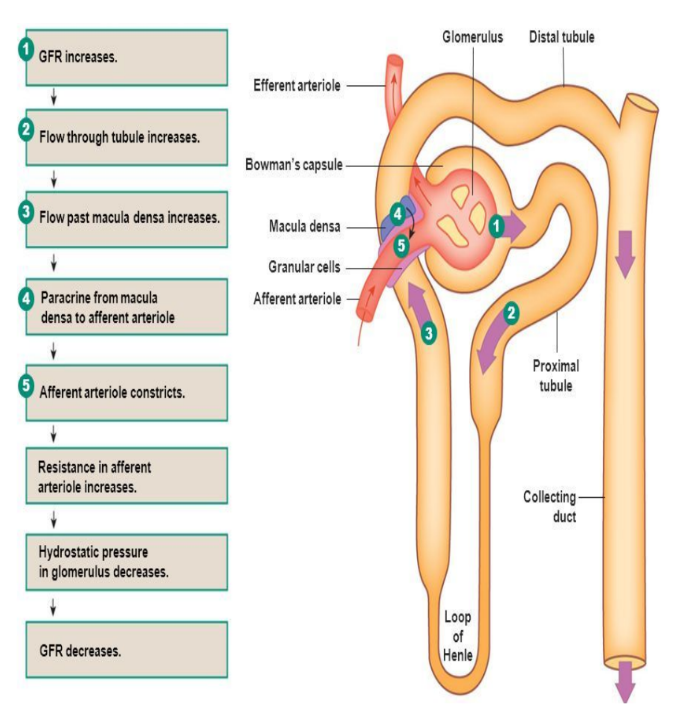 1
GFR increases.
2
Flow through tubule increases.
3
Flow past macula densa increases.
4
Paracrine from macula
densa to afferent arteriole
5
Afferent arteriole constricts.
Resistance in afferent
arteriole increases.
Hydrostatic pressure
in glomerulus decreases.
GFR decreases.
Glomerulus
Distal tubule
Efferent arteriole
Bowman's capsule
Macula densa
Granular cells
Afferent arteriole
4
5
1
3
2
Proximal
tubule
Collecting
duct
Loop
of
Henle